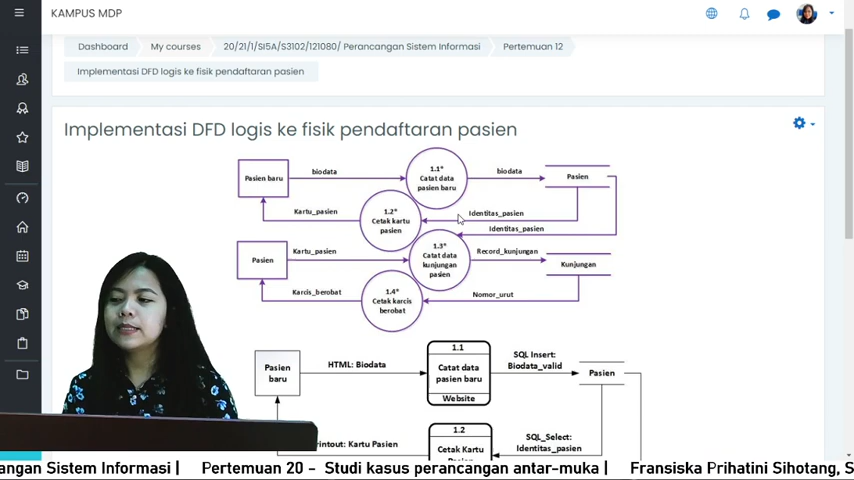 KAMPUS MDP
Dashboard
My courses
20/21/1/SI5A/S3102/121080/ Perancangan Sistem Informasi
Pertemuan 12
Implementasi DFD logis ke fisik pendaftaran pasien
Implementasi DFD logis ke fisik pendaftaran pasien
Pasien baru
biodata
1.1*
Catat data
pasien baru
biodata
Pasien
Kartu_pasien
1.2*
Cetak kartu
pasien
Identitas_pasien
Identitas_pasien
Pasien
Kartu_pasien
1.3*
Catat data
kunjungan
pasien
Record_kunjungan
Kunjungan
Karcis_berobat
1.4*
Cetak karcis
berobat
Nomor_urut
Pasien
baru
HTML: Biodata
1.1
Catat data
pasien baru
Website
SQL Insert:
Biodata_valid
Pasien
rintout: Kartu Pasien
1.2
Cetak Kartu
SQL_Select:
Identitas_pasien
angan Sistem Informasi | Pertemuan 20 - Studi kasus perancangan antar-muka | Fransiska Prihatini Sihotang, S